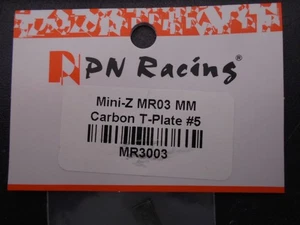 PN Racing®
Mini-Z MR03 MM
Carbon T-Plate #5
MR3003